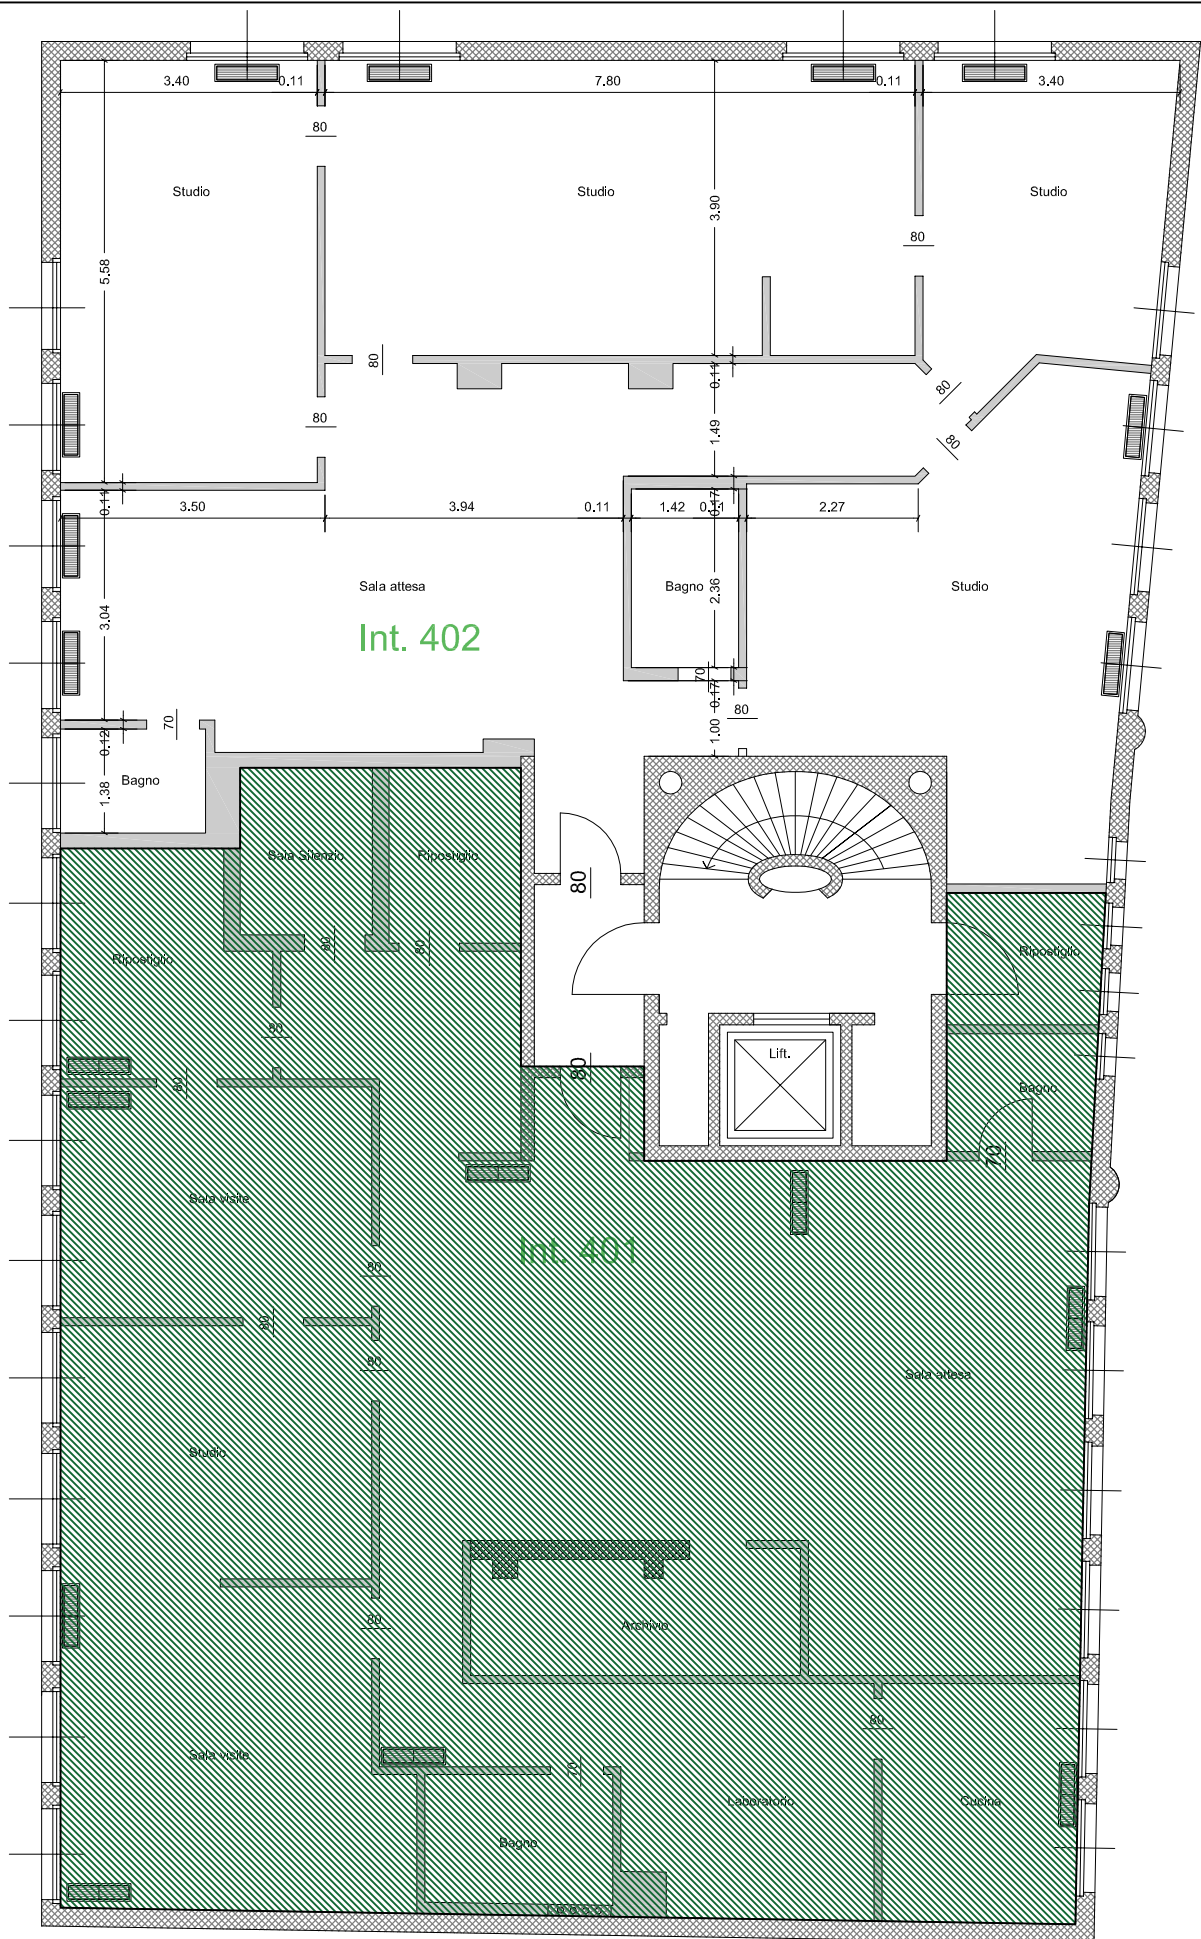 3.40 0.11 7.80 0.11 3.40
80
Studio Studio Studio
3.90
80
5.58
80
0.11
80
80
1.49
80
0.11 0.17
3.50 3.94 0.11 1.42 0.11 2.27
Sala attesa Bagno 2.36 Studio
3.04
Int. 402
70
0.17
80
70
1.00
0.12
Bagno
1.38
Sala Silenzio Ripostiglio
80
80 80
Ripostiglio Ripostiglio
80
Lift.
80
80
Bagno
70
Sala visite
Int. 401
80
80
80
Sala attesa
Studio
80
Archivio
80
Sala visite
70
Laboratorio Cucina
Bagno